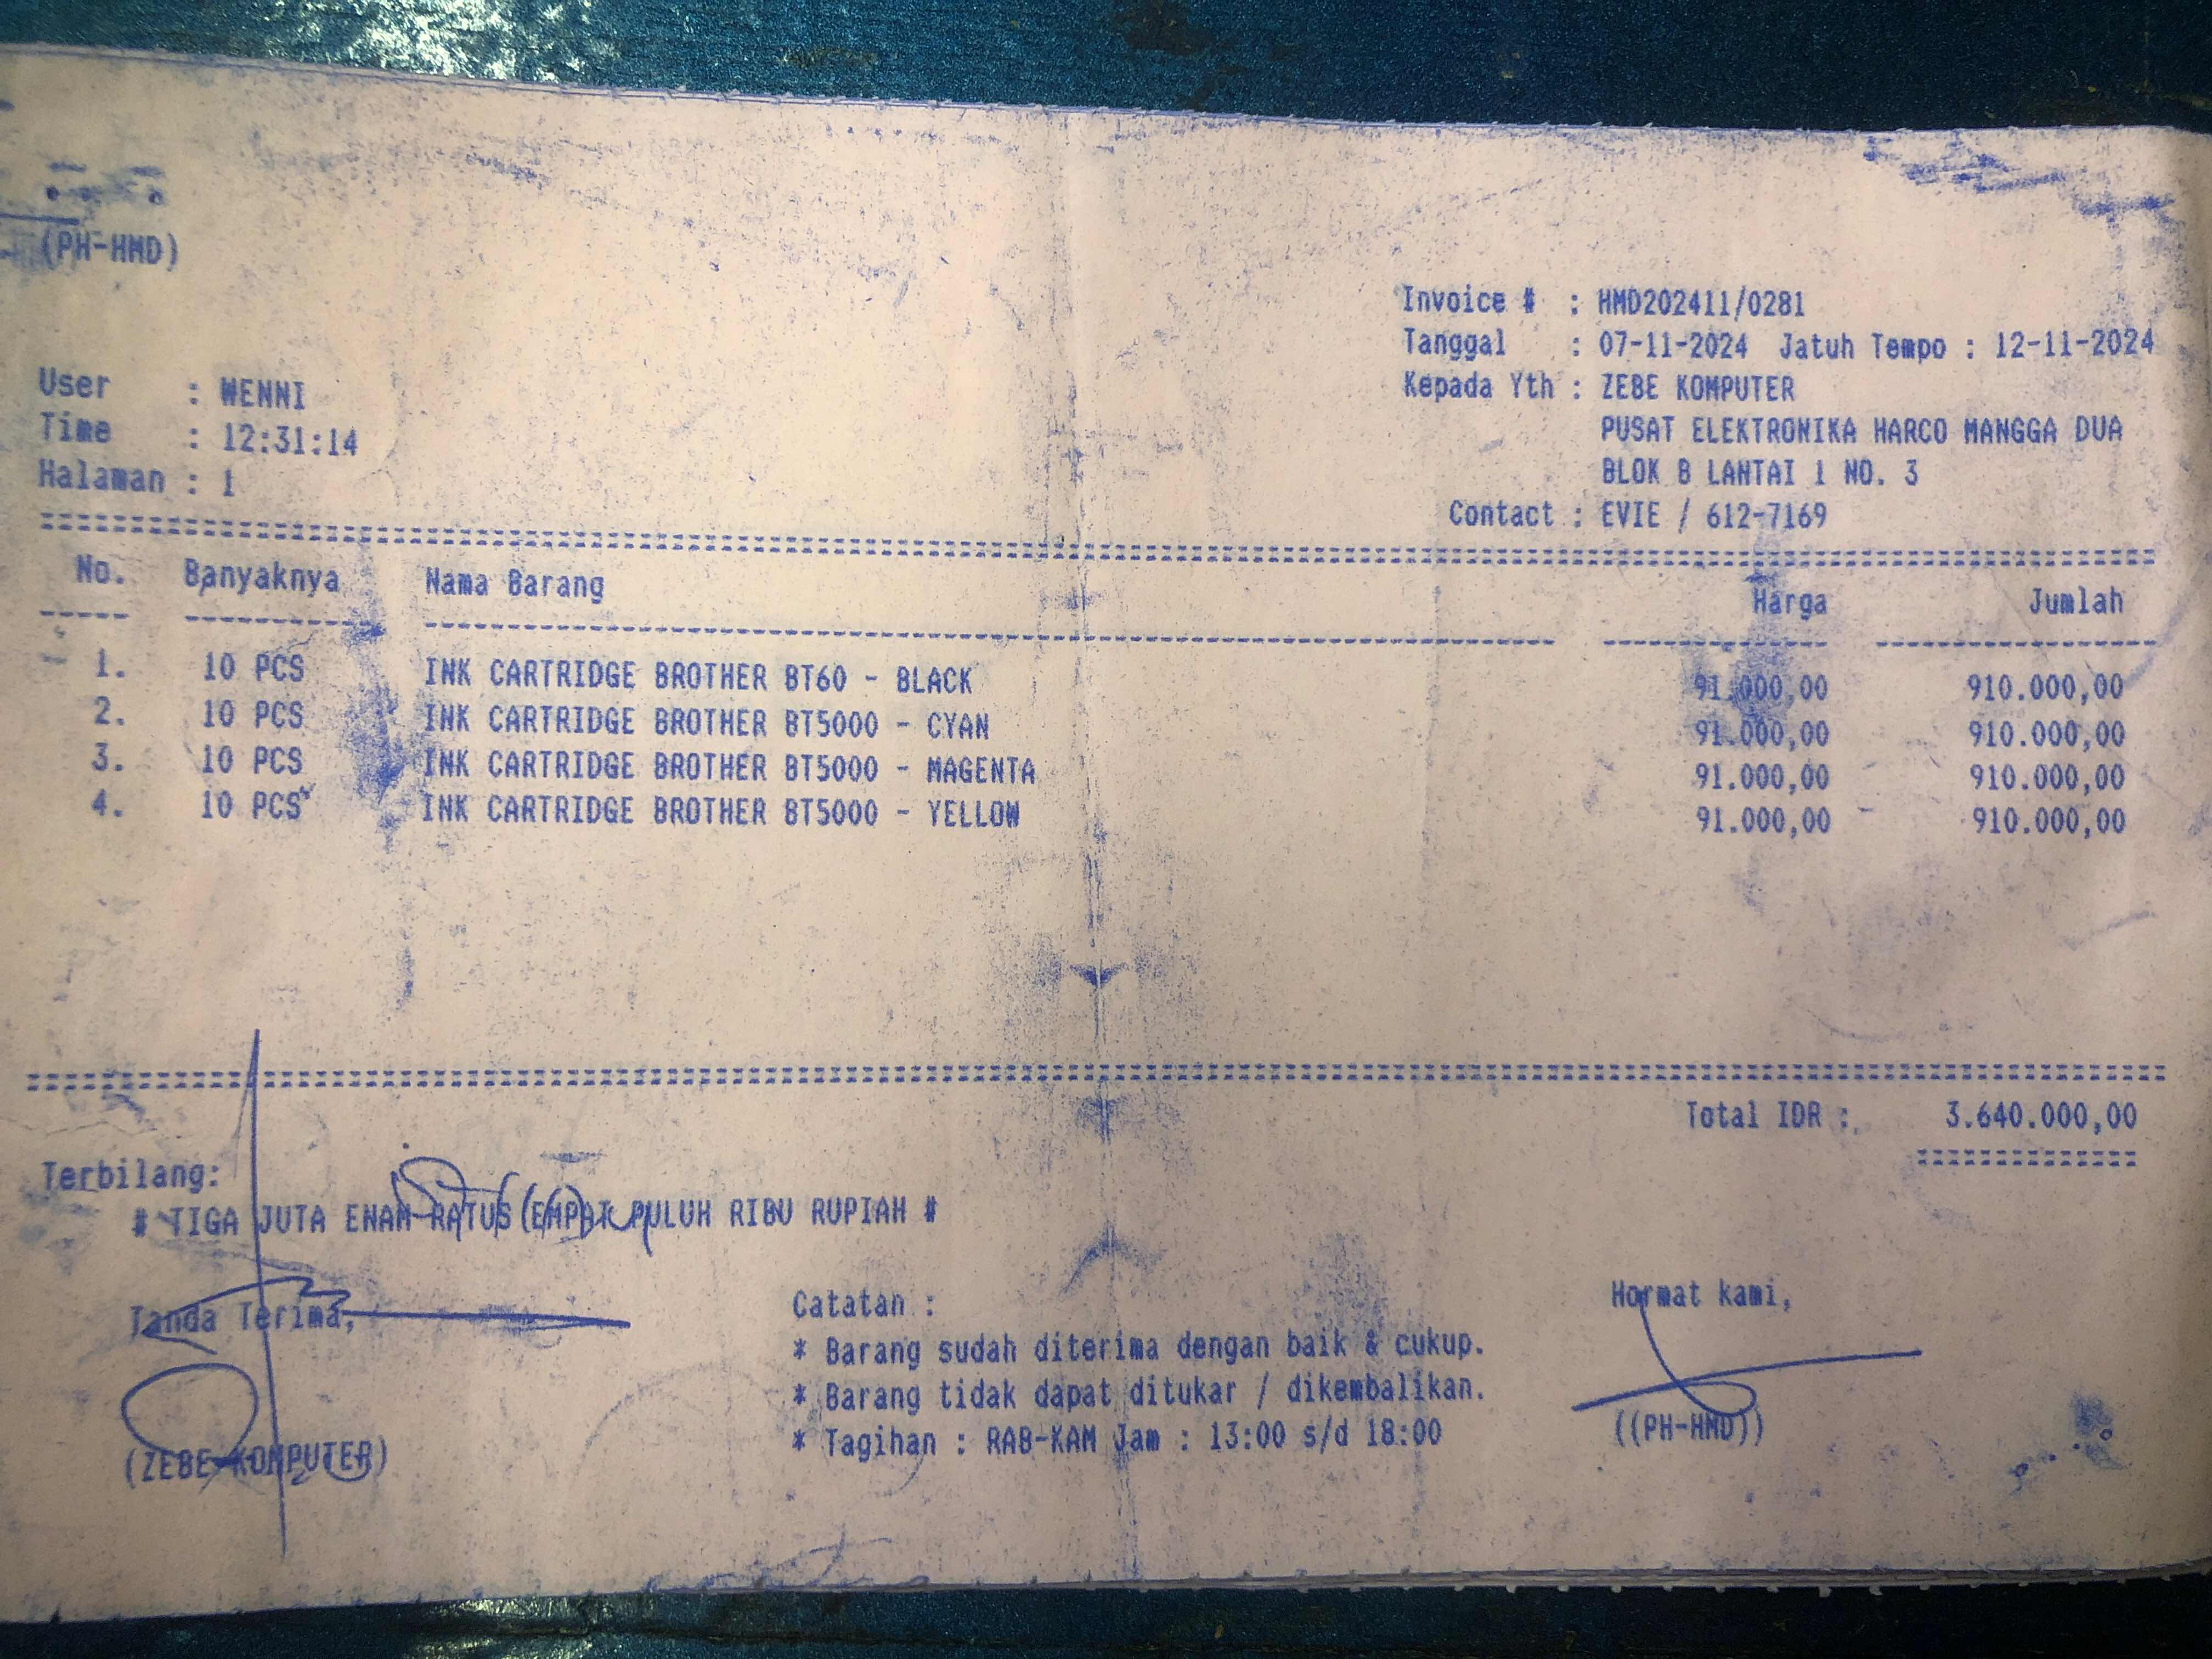 (PH-HMD)
Invoice # : HMD202411/0281
Tanggal : 07-11-2024 Jatuh Tempo : 12-11-2024
Kepada Yth : ZEBE KOMPUTER
PUSAT ELEKTRONIKA HARCO MANGGA DUA
BLOK B LANTAI 1 NO. 3
Contact : EVIE / 612-7169
User : WENNI
Time : 12:31:14
Halaman : 1
No. Banyaknya Nama Barang Harga Jumlah
1. 10 PCS INK CARTRIDGE BROTHER BT60 - BLACK 91.000,00 910.000,00
2. 10 PCS INK CARTRIDGE BROTHER BT5000 - CYAN 91.000,00 910.000,00
3. 10 PCS INK CARTRIDGE BROTHER BT5000 - MAGENTA 91.000,00 910.000,00
4. 10 PCS INK CARTRIDGE BROTHER BT5000 - YELLOW 91.000,00 910.000,00
Total IDR : 3.640.000,00
Terbilang:
# TIGA JUTA ENAM RATUS EMPAT PULUH RIBU RUPIAH #
Tanda Terima,
(ZEBE KOMPUTER)
Catatan :
* Barang sudah diterima dengan baik & cukup.
* Barang tidak dapat ditukar / dikembalikan.
* Tagihan : RAB-KAM Jam : 13:00 s/d 18:00
Hormat kami,
((PH-HMD))